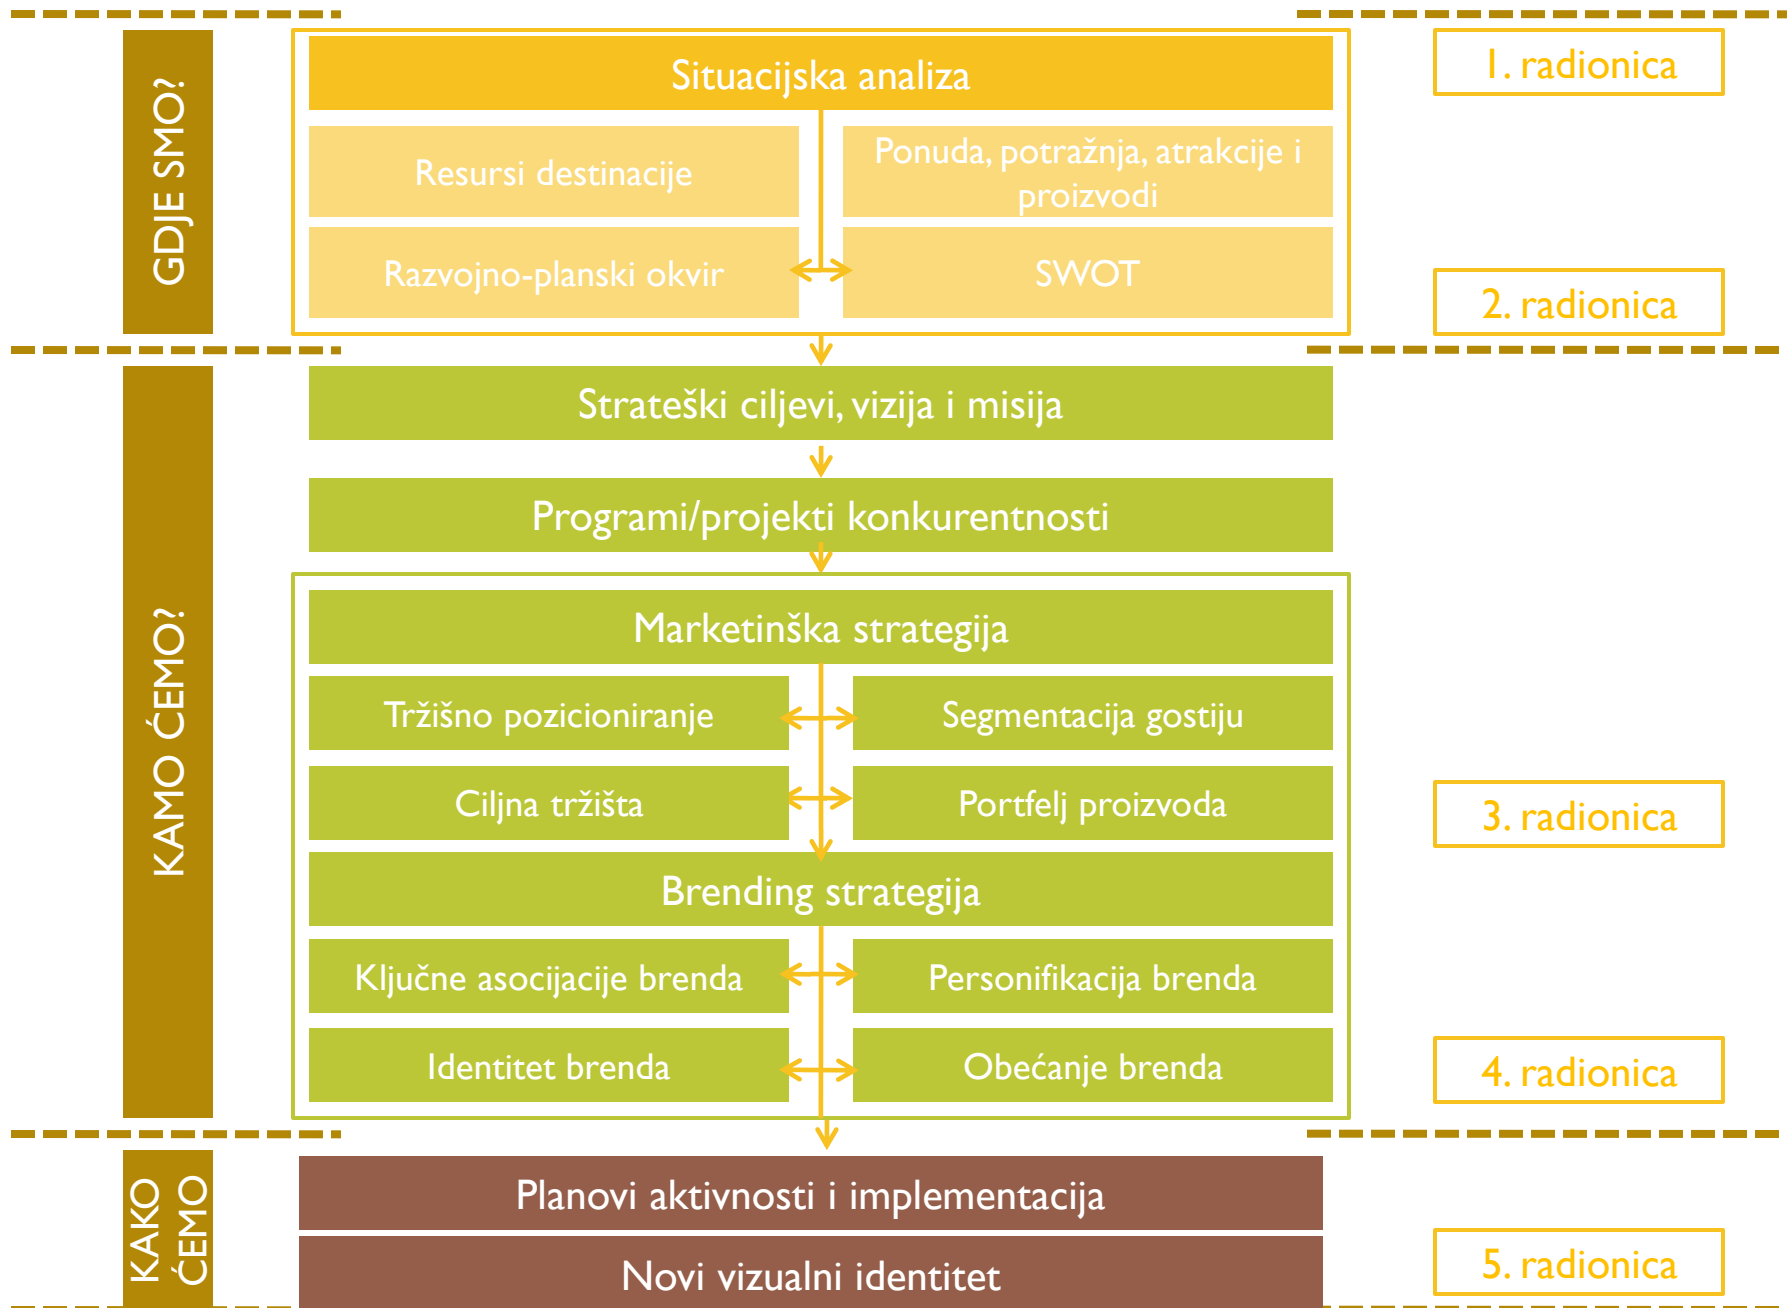 GDJE SMO?
Situacijska analiza
1. radionica
Resursi destinacije
Ponuda, potražnja, atrakcije i
proizvodi
Razvojno-planski okvir
SWOT
2. radionica
KAMO ĆEMO?
Strateški ciljevi, vizija i misija
Programi/projekti konkurentnosti
Marketinška strategija
Tržišno pozicioniranje
Segmentacija gostiju
Ciljna tržišta
Portfelj proizvoda
3. radionica
Brending strategija
Ključne asocijacije brenda
Personifikacija brenda
Identitet brenda
Obećanje brenda
4. radionica
KAKO
ĆEMO
Planovi aktivnosti i implementacija
Novi vizualni identitet
5. radionica